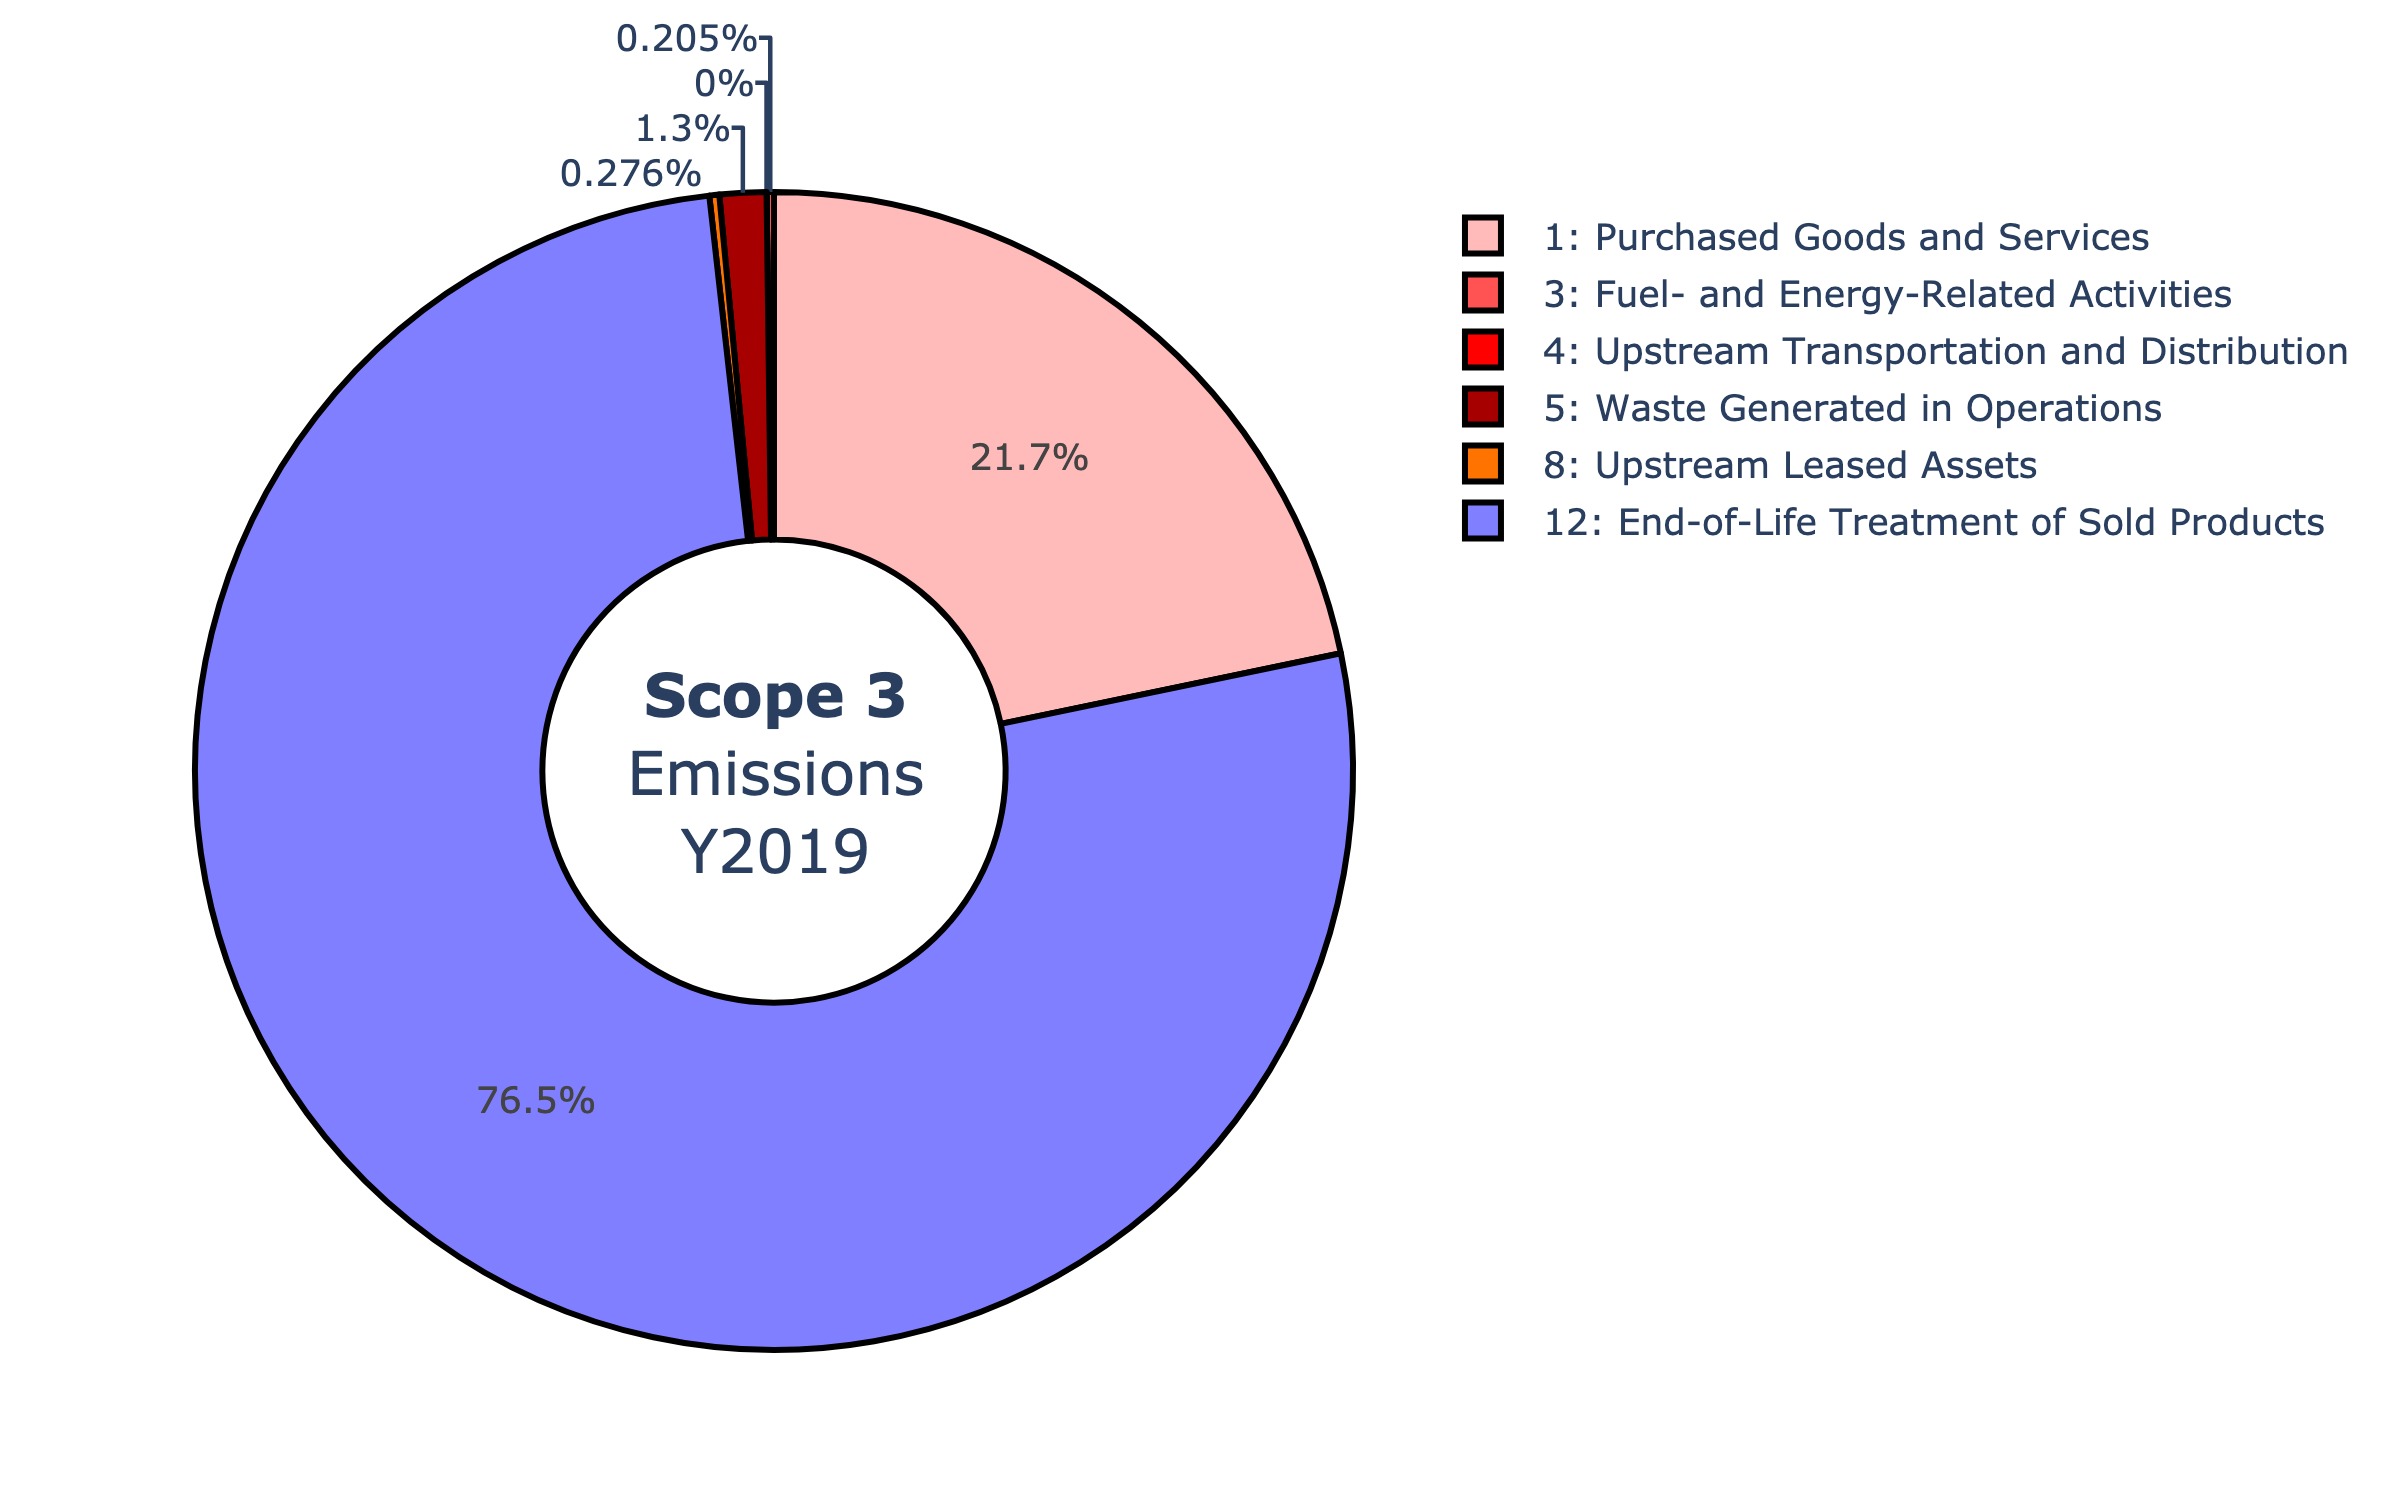 0.205%
0%
1.3%
0.276%
21.7%
76.5%
Scope 3
Emissions
Y2019
1: Purchased Goods and Services
3: Fuel- and Energy-Related Activities
4: Upstream Transportation and Distribution
5: Waste Generated in Operations
8: Upstream Leased Assets
12: End-of-Life Treatment of Sold Products